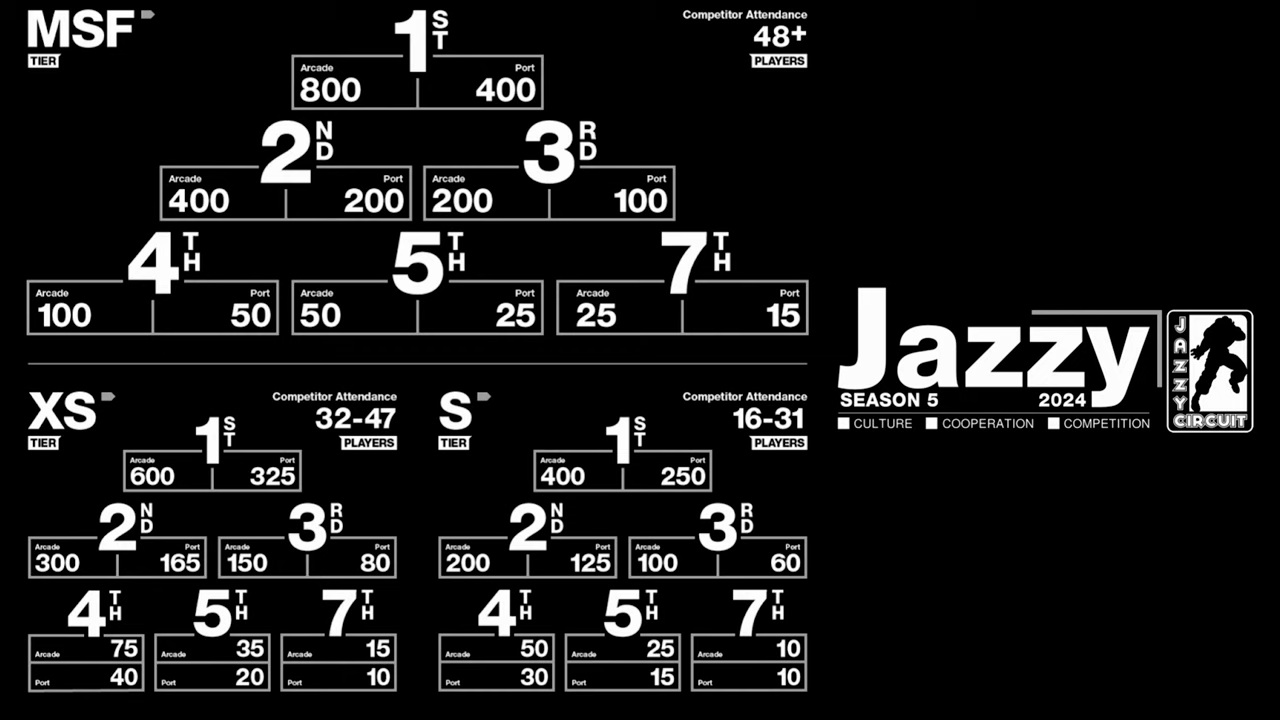 MSF
TIER
Competitor Attendance
48+
PLAYERS
1ST
Arcade 800 Port 400
2ND
Arcade 400 Port 200
3RD
Arcade 200 Port 100
4TH
Arcade 100 Port 50
5TH
Arcade 50 Port 25
7TH
Arcade 25 Port 15
XS
TIER
Competitor Attendance
32-47
PLAYERS
1ST
Arcade 600 Port 325
2ND
Arcade 300 Port 165
3RD
Arcade 150 Port 80
4TH
Arcade 75
Port 40
5TH
Arcade 35
Port 20
7TH
Arcade 15
Port 10
S
TIER
Competitor Attendance
16-31
PLAYERS
1ST
Arcade 400 Port 250
2ND
Arcade 200 Port 125
3RD
Arcade 100 Port 60
4TH
Arcade 50
Port 30
5TH
Arcade 25
Port 15
7TH
Arcade 10
Port 10
Jazzy
SEASON 5 2024
CULTURE COOPERATION COMPETITION
JAZZY
CIRCUIT